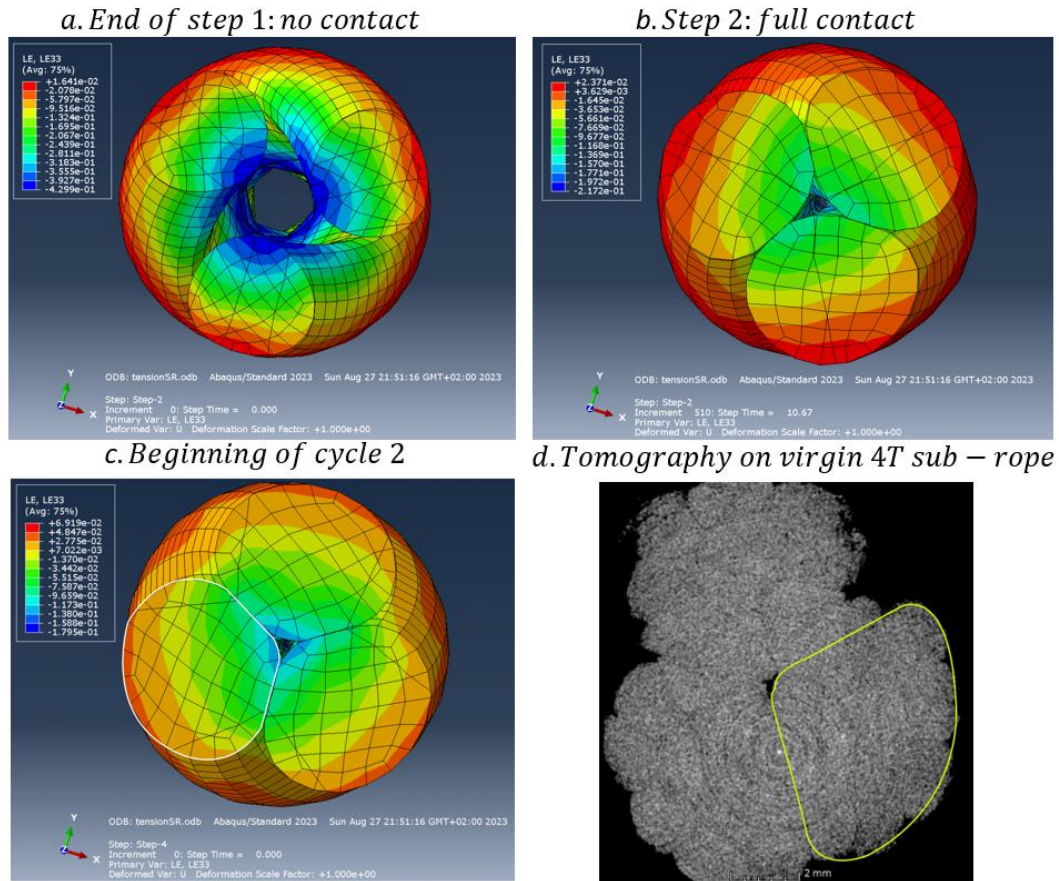 a. End of step 1: no contact
b. Step 2: full contact
LE, LE33
(Avg: 75%)
+1.641e-02
-2.078e-02
-5.797e-02
-9.516e-02
-1.324e-01
-1.695e-01
-2.067e-01
-2.439e-01
-2.811e-01
-3.183e-01
-3.555e-01
-3.927e-01
-4.299e-01
Y
X
Z
ODB: tensionSR.odb Abaqus/Standard 2023 Sun Aug 27 21:51:16 GMT+02:00 2023
Step: Step-2
Increment 0: Step Time = 0.000
Primary Var: LE, LE33
Deformed Var: U Deformation Scale Factor: +1.000e+00
LE, LE33
(Avg: 75%)
+2.371e-02
+3.629e-03
-1.645e-02
-3.653e-02
-5.661e-02
-7.669e-02
-9.677e-02
-1.168e-01
-1.369e-01
-1.570e-01
-1.771e-01
-1.972e-01
-2.172e-01
Y
X
Z
ODB: tensionSR.odb Abaqus/Standard 2023 Sun Aug 27 21:51:16 GMT+02:00 2023
Step: Step-2
Increment 510: Step Time = 10.67
Primary Var: LE, LE33
Deformed Var: U Deformation Scale Factor: +1.000e+00
c. Beginning of cycle 2
d. Tomography on virgin 4T sub - rope
LE, LE33
(Avg: 75%)
+6.919e-02
+4.847e-02
+2.775e-02
+7.022e-03
-1.370e-02
-3.442e-02
-5.515e-02
-7.587e-02
-9.659e-02
-1.173e-01
-1.380e-01
-1.588e-01
-1.795e-01
Y
X
Z
ODB: tensionSR.odb Abaqus/Standard 2023 Sun Aug 27 21:51:16 GMT+02:00 2023
Step: Step-4
Increment 0: Step Time = 0.000
Primary Var: LE, LE33
Deformed Var: U Deformation Scale Factor: +1.000e+00
2 mm